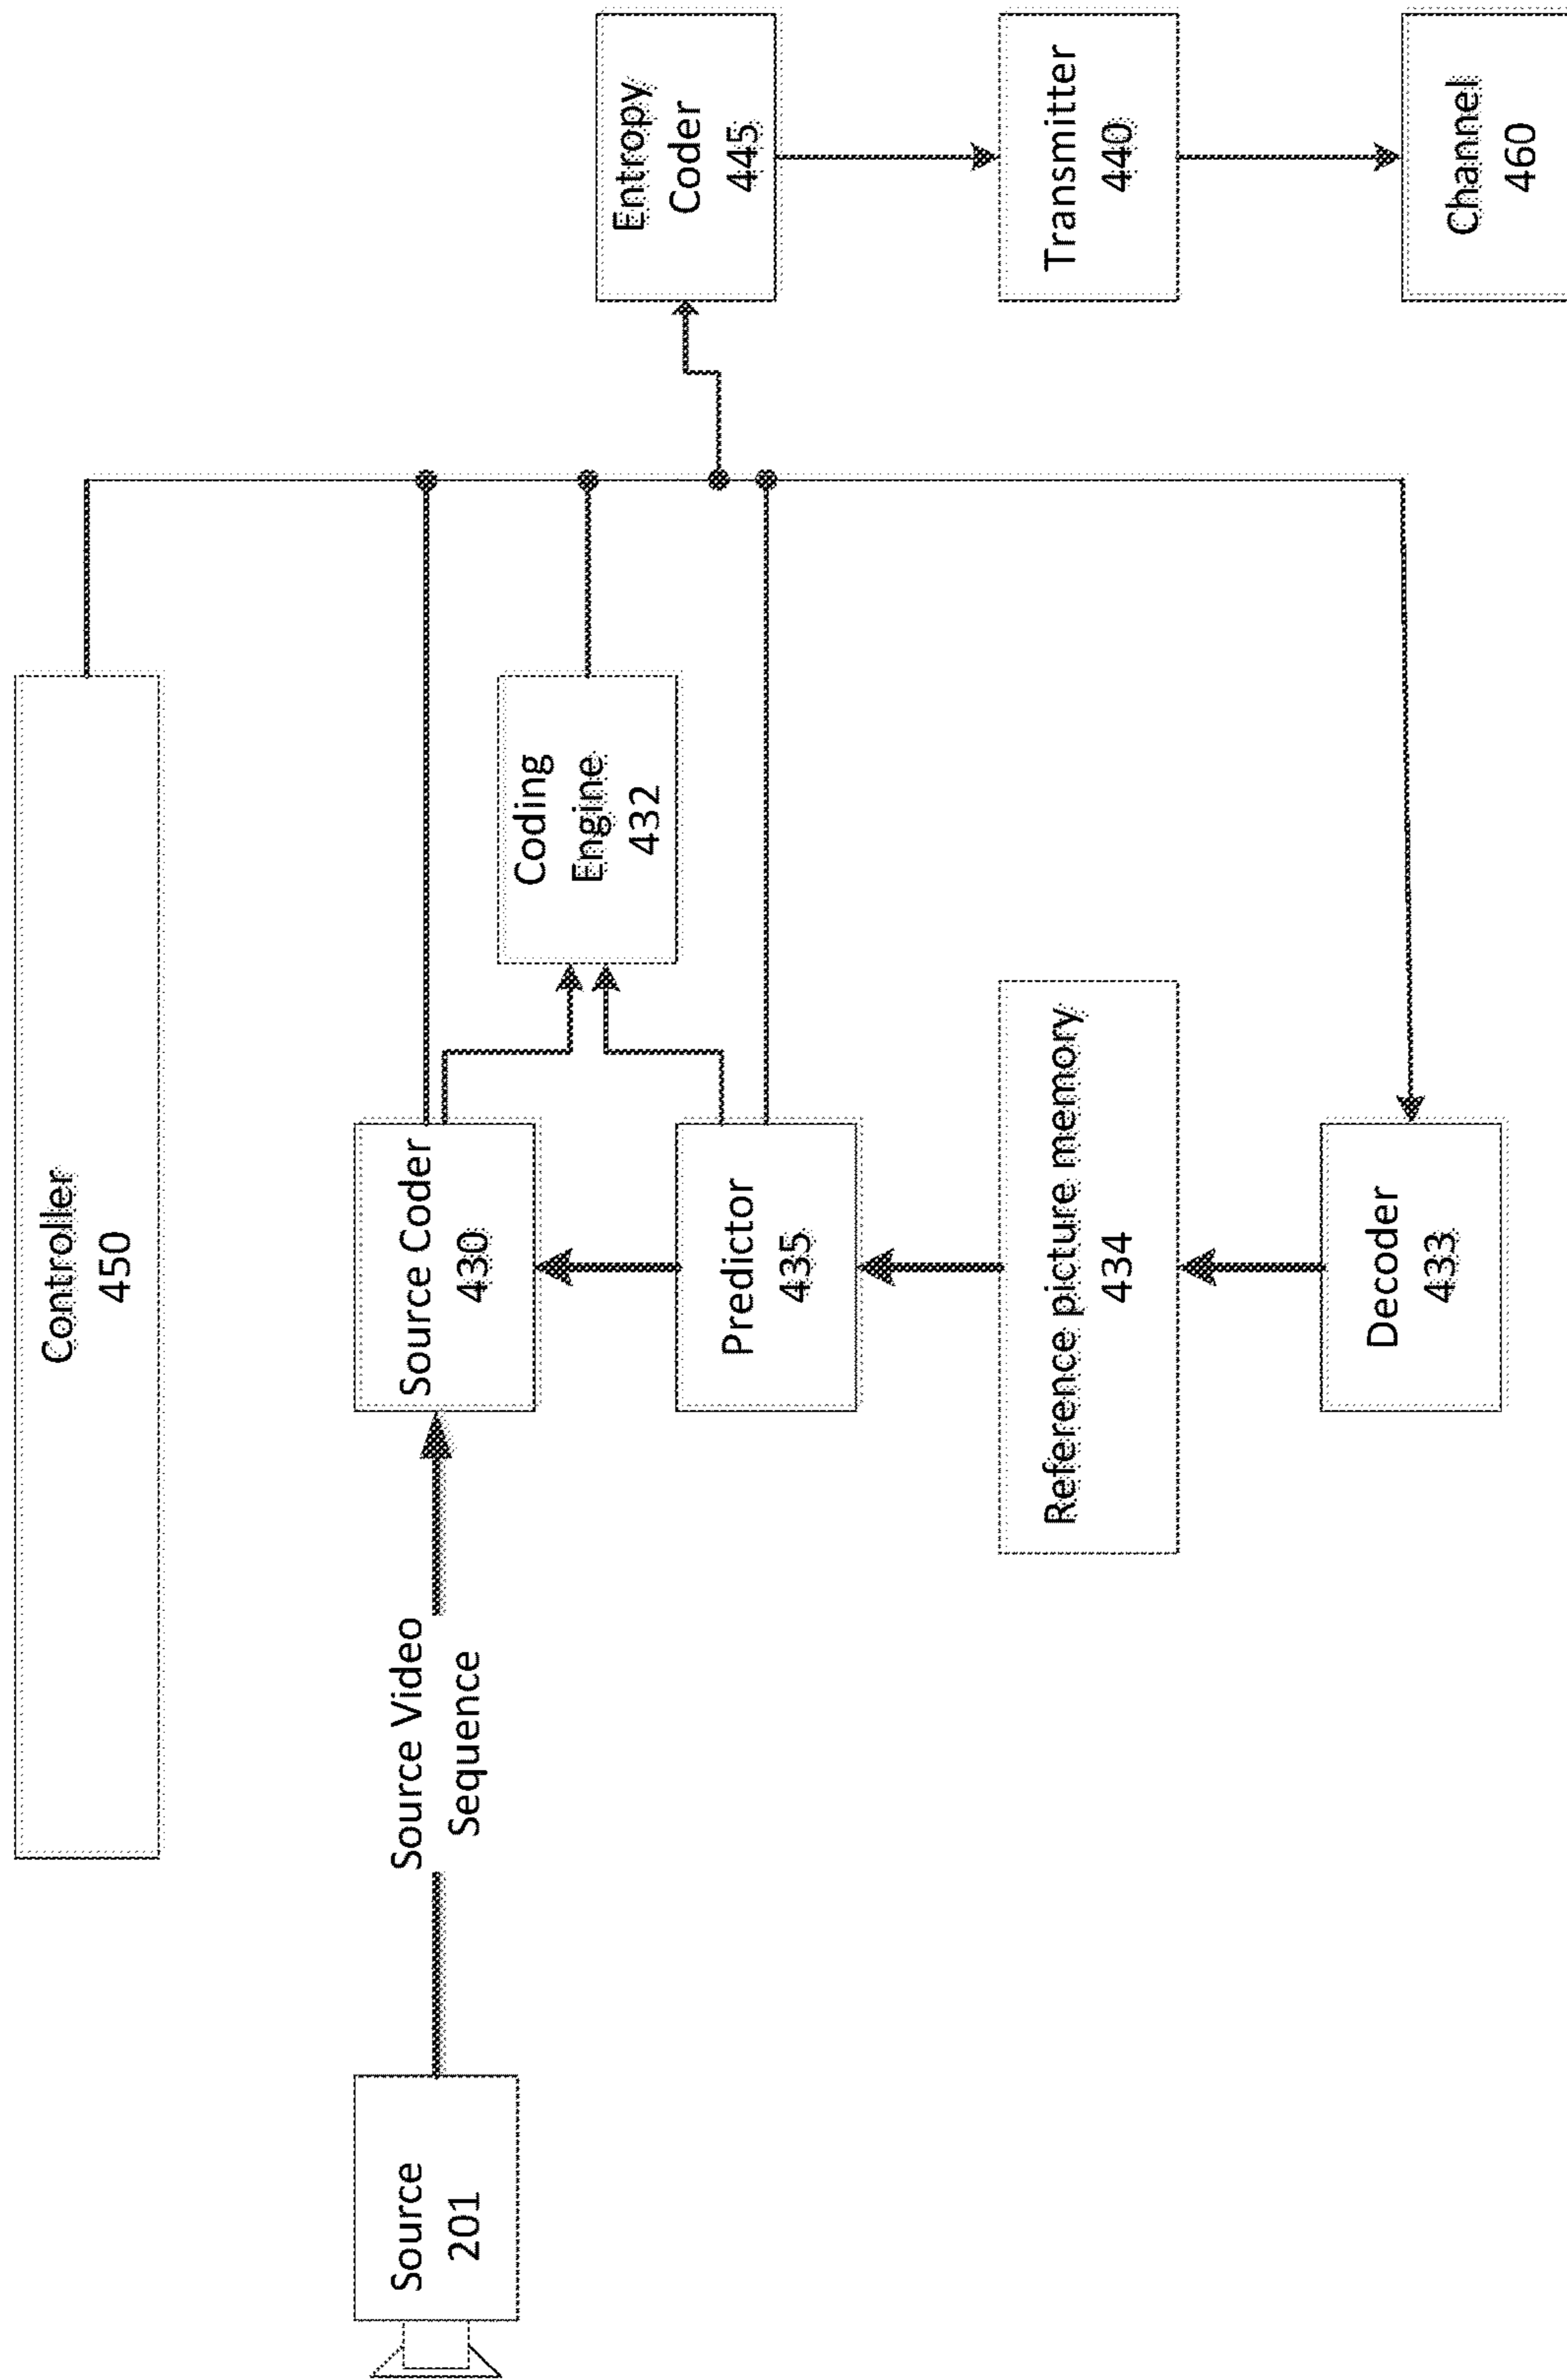 Controller
450
Source
201
Source Video
Sequence
Source Coder
430
Coding
Engine
432
Entropy
Coder
445
Predictor
435
Reference picture memory
434
Transmitter
440
Decoder
433
Channel
460